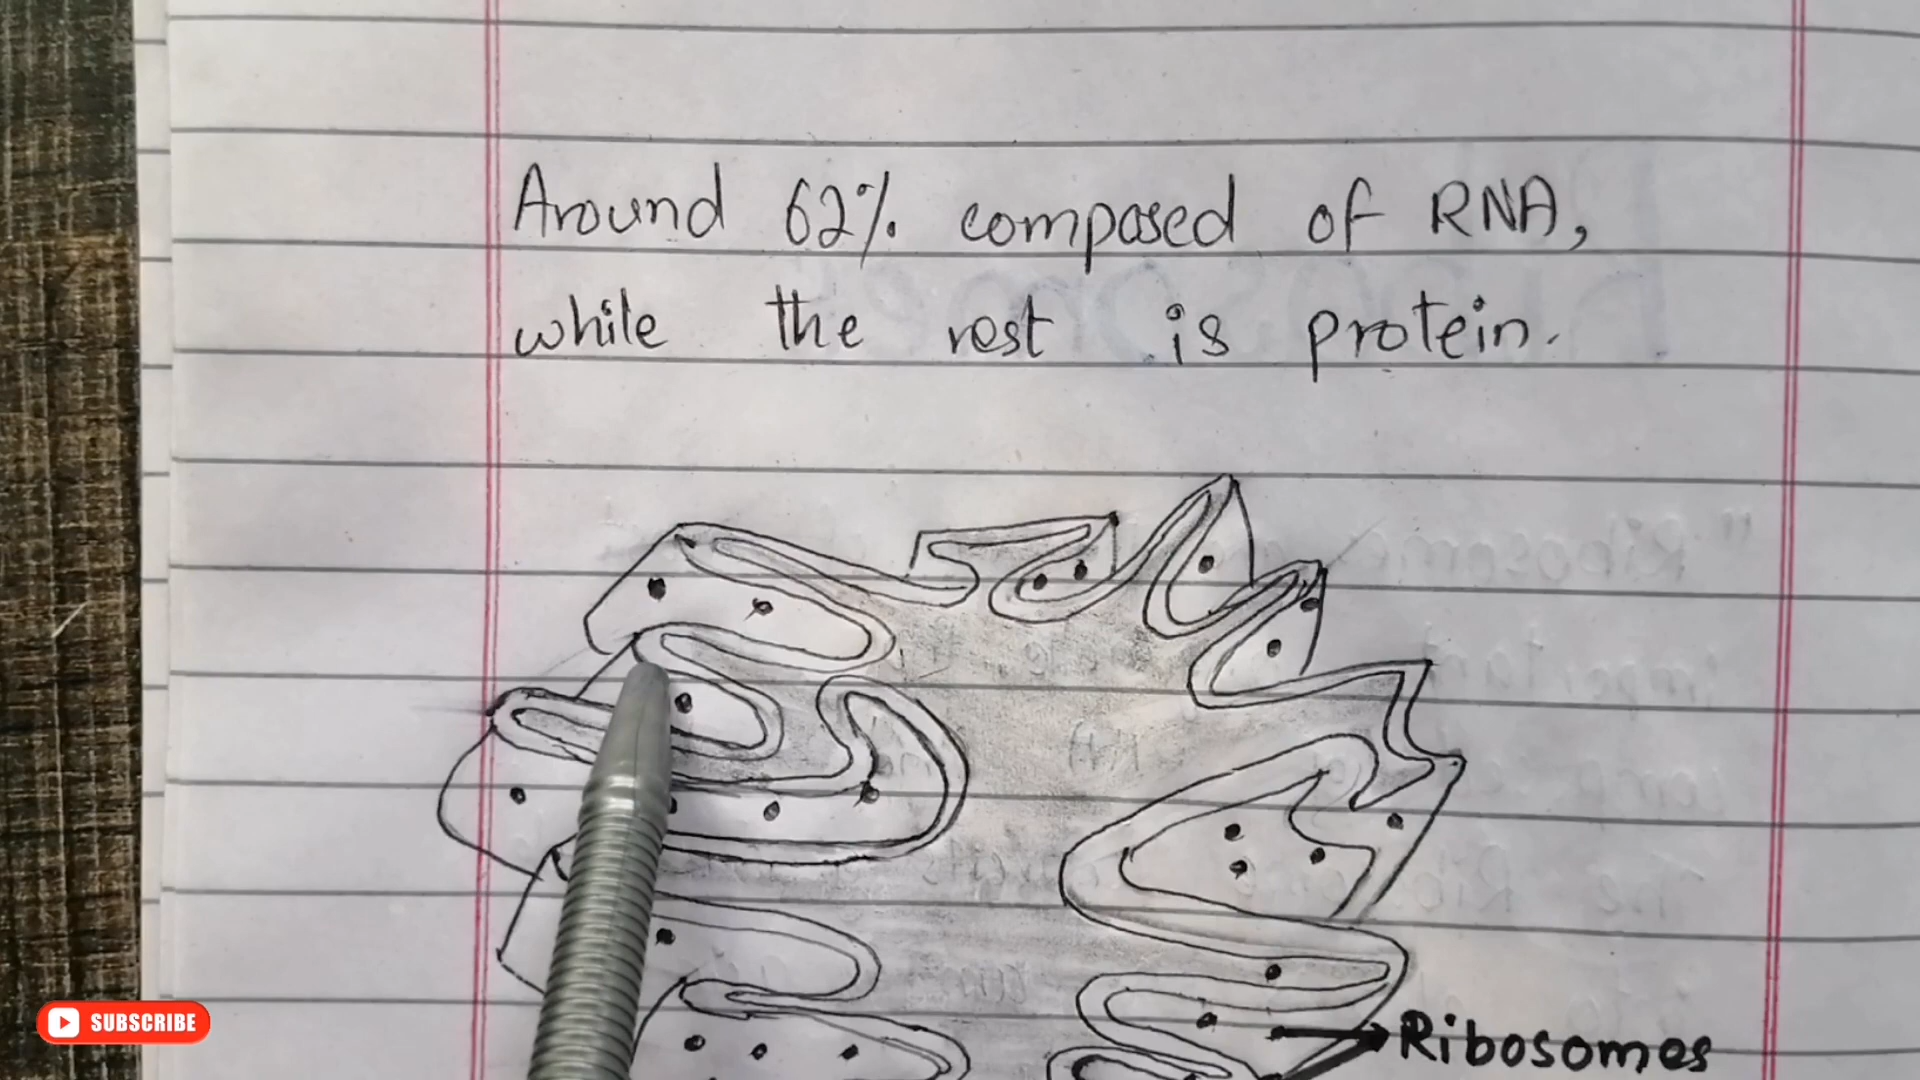 Around 62% composed of RNA,
while the rest is protein.
Ribosomes
SUBSCRIBE